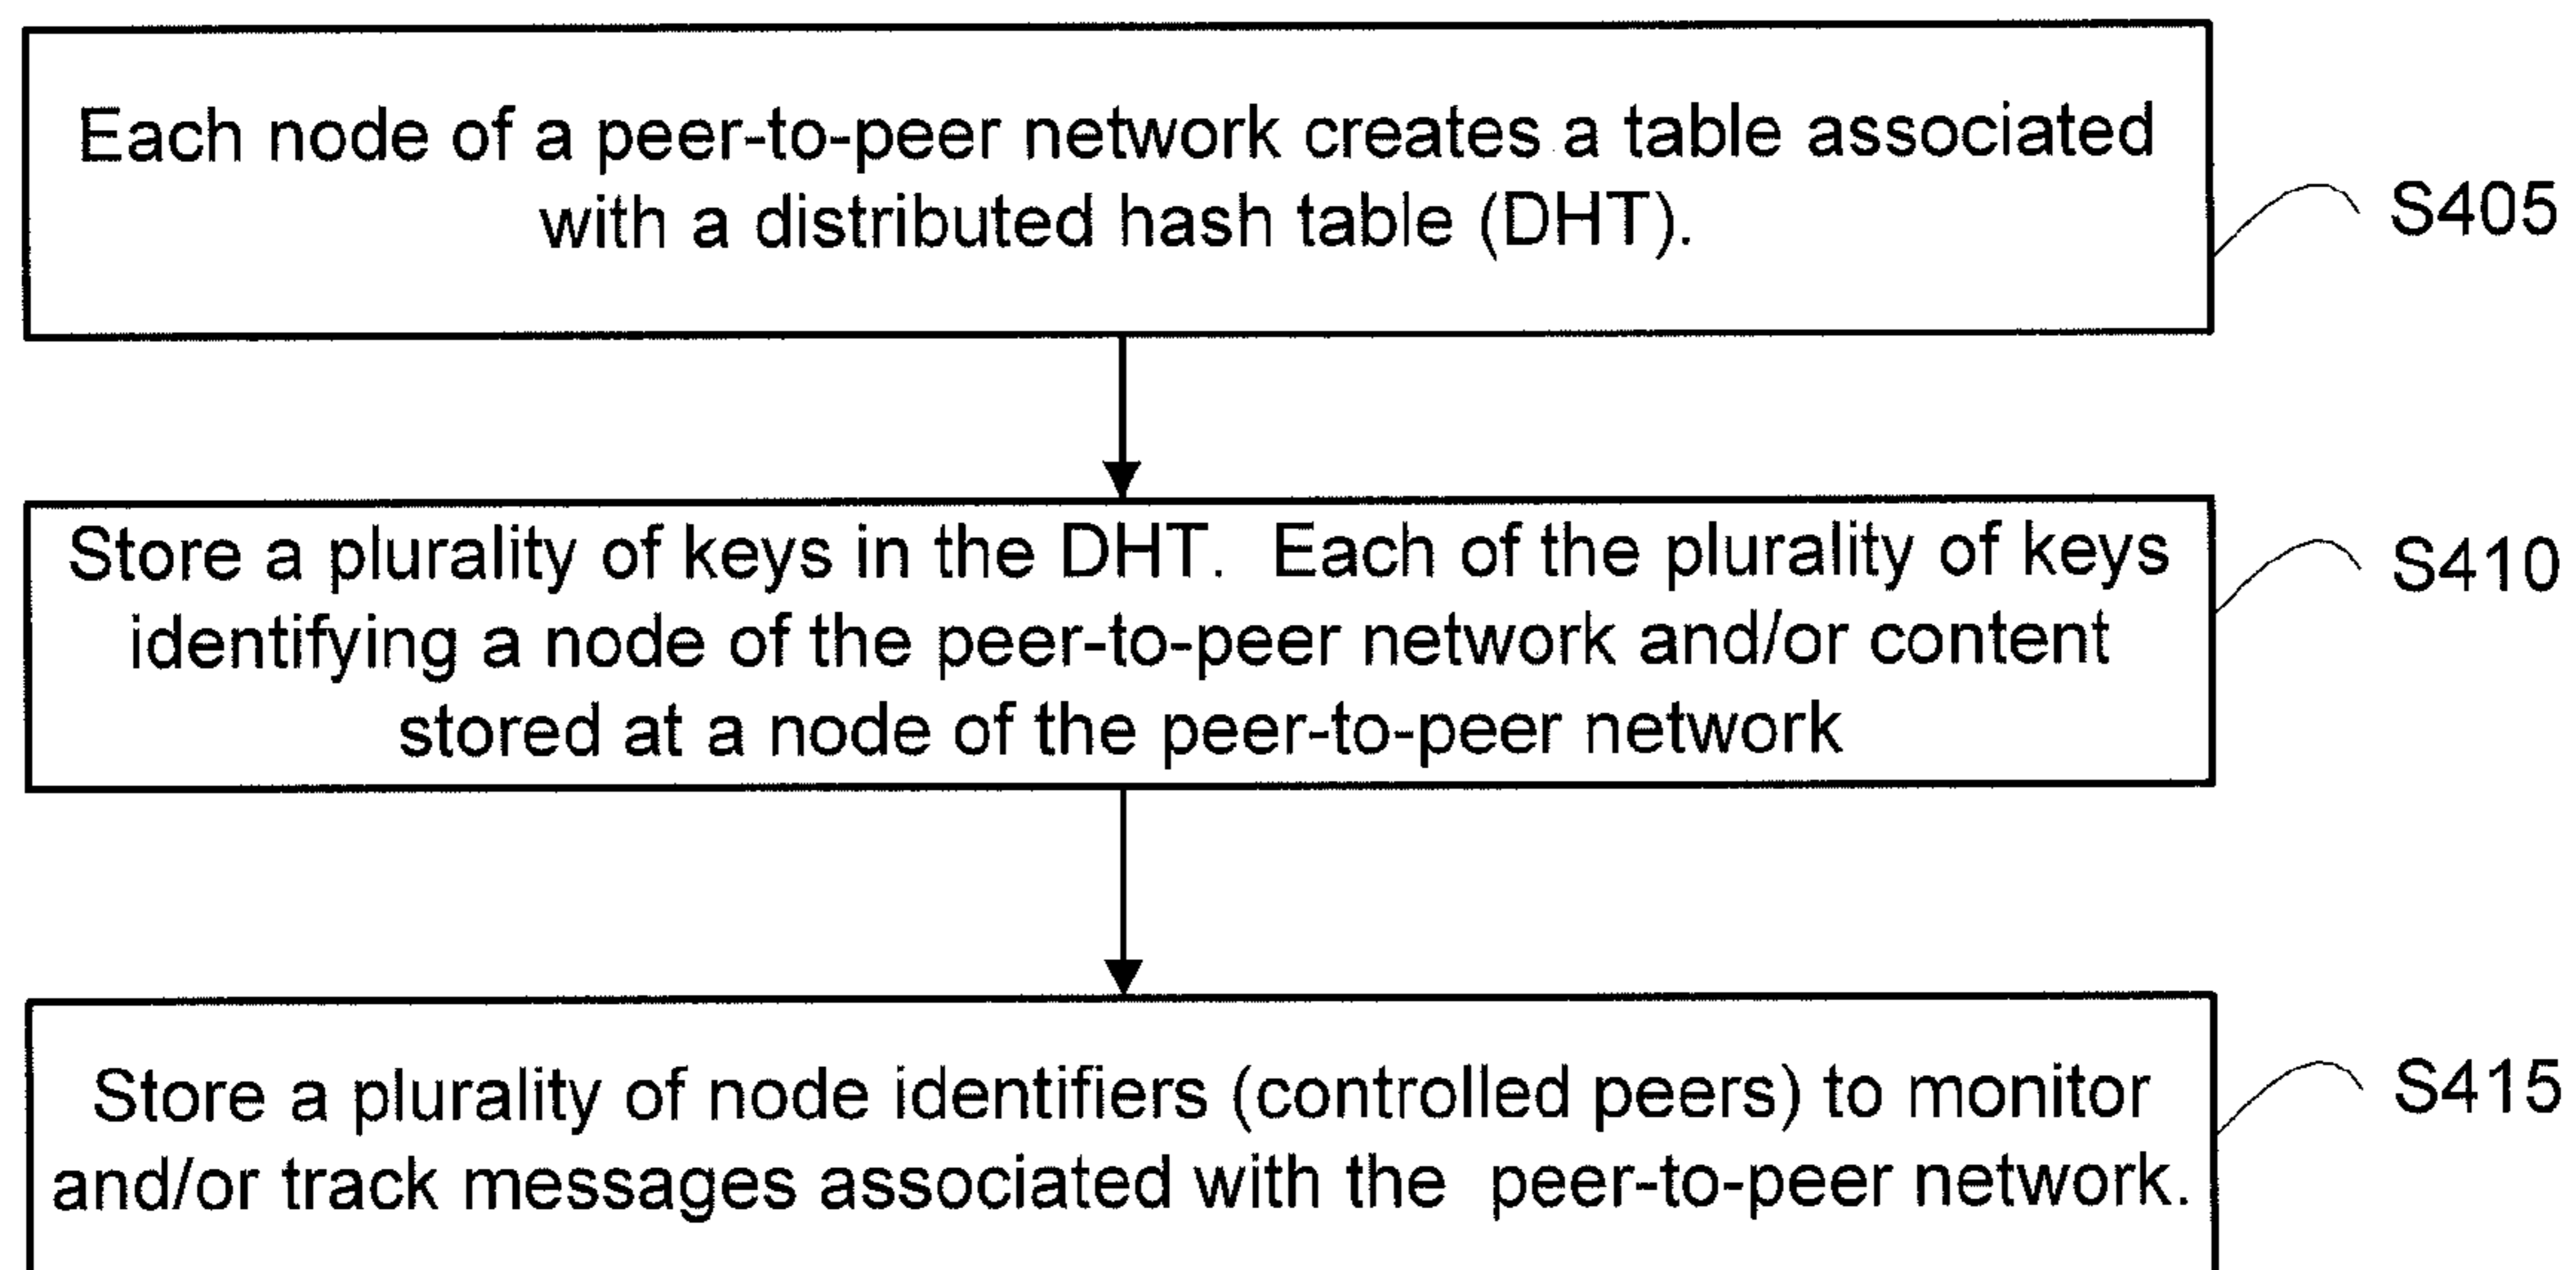 Each node of a peer-to-peer network creates a table associated
with a distributed hash table (DHT).
S405
Store a plurality of keys in the DHT. Each of the plurality of keys
identifying a node of the peer-to-peer network and/or content
stored at a node of the peer-to-peer network
S410
Store a plurality of node identifiers (controlled peers) to monitor
and/or track messages associated with the peer-to-peer network.
S415